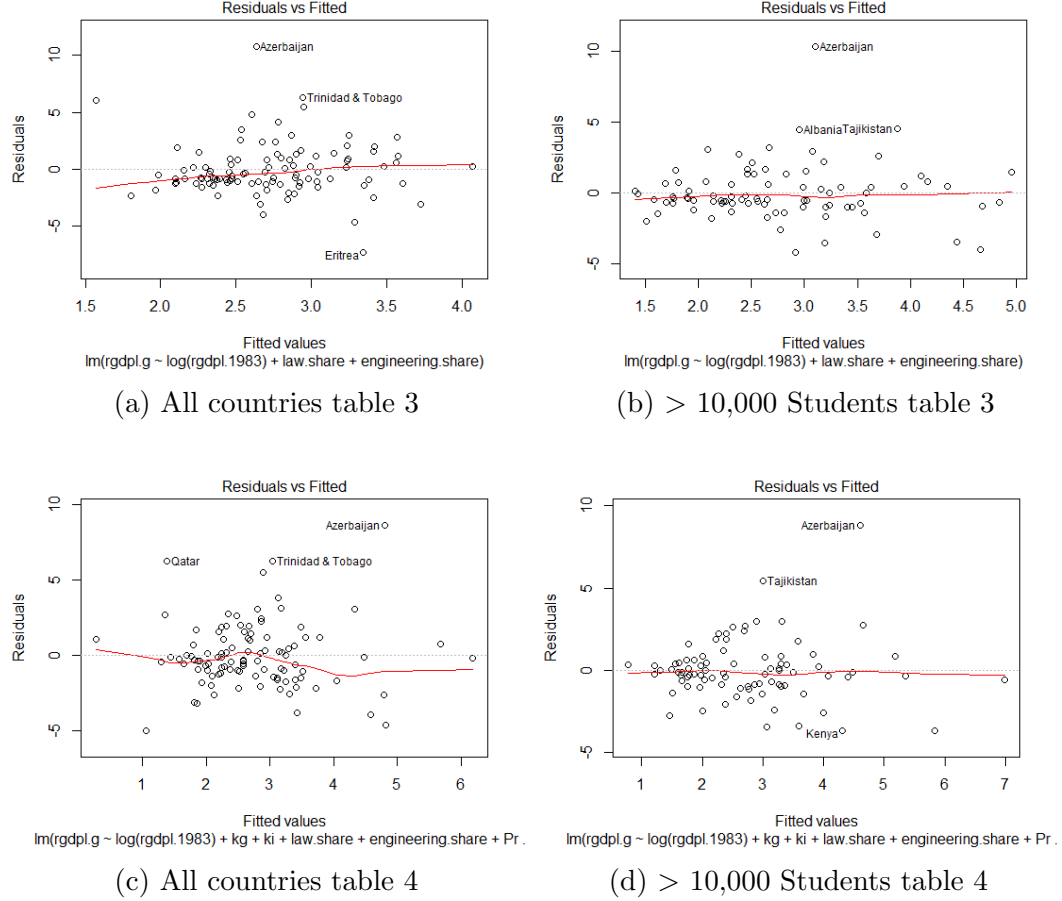 Residuals vs Fitted
Residuals
10
5
0
-5
Azerbaijan
Trinidad & Tobago
Eritrea
1.5 2.0 2.5 3.0 3.5 4.0
Fitted values
lm(rgdpl.g ~ log(rgdpl.1983) + law.share + engineering.share)
(a) All countries table 3
Residuals vs Fitted
Residuals
10
5
0
-5
Azerbaijan
Albania Tajikistan
1.5 2.0 2.5 3.0 3.5 4.0 4.5 5.0
Fitted values
lm(rgdpl.g ~ log(rgdpl.1983) + law.share + engineering.share)
(b) > 10,000 Students table 3
Residuals vs Fitted
Residuals
10
5
0
-5
Azerbaijan
Qatar
Trinidad & Tobago
1 2 3 4 5 6
Fitted values
lm(rgdpl.g ~ log(rgdpl.1983) + kg + ki + law.share + engineering.share + Pr .
(c) All countries table 4
Residuals vs Fitted
Residuals
10
5
0
-5
Azerbaijan
Tajikistan
Kenya
1 2 3 4 5 6 7
Fitted values
lm(rgdpl.g ~ log(rgdpl.1983) + kg + ki + law.share + engineering.share + Pr .
(d) > 10,000 Students table 4